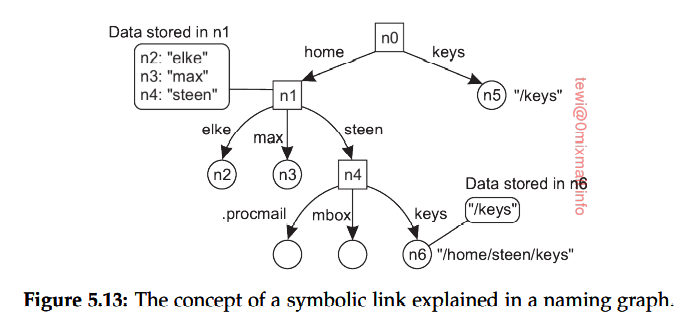 Data stored in n1
n2: "elke"
n3: "max"
n4: "steen"
n0
home
keys
n1
n5
"/keys"
elke
max
steen
n2
n3
n4
Data stored in n6
"/keys"
.procmail
mbox
keys
n6
"/home/steen/keys"
Figure 5.13: The concept of a symbolic link explained in a naming graph.